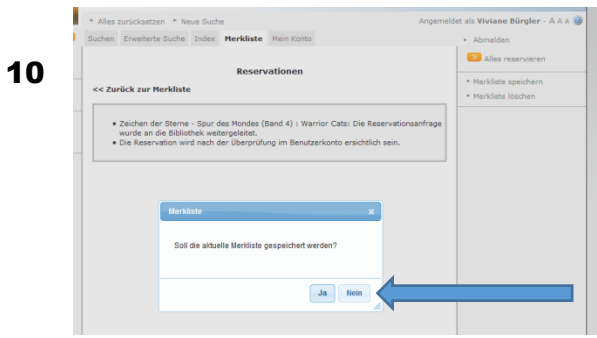 10
* Alles zurücksetzen * Neue Suche
Angemeldet als Viviane Bürgler - A A A
Suchen Erweiterte Suche Index Merkliste Mein Konto
Abmelden
Alles reservieren
Merkliste speichern
Merkliste löschen
Reservationen
<< Zurück zur Merkliste
• Zeichen der Sterne - Spur des Mondes (Band 4) : Warrior Cats: Die Reservationsanfrage
wurde an die Bibliothek weitergeleitet.
• Die Reservation wird nach der Überprüfung im Benutzerkonto ersichtlich sein.
Merkliste
Soll die aktuelle Merkliste gespeichert werden?
Ja Nein